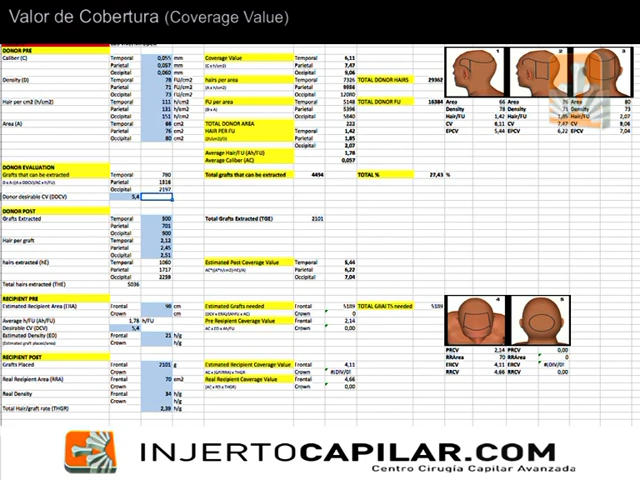 Valor de Cobertura (Coverage Value)
DONOR PRE
Caliber (C) Temporal 0,055 mm Coverage Value Temporal 6,11
Parietal 0,057 mm (C x h/cm2) Parietal 7,47
Occipital 0,060 mm Occipital 9,06
Density (D) Temporal 78 FU/cm2 hairs per area Temporal 7326 TOTAL DONOR HAIRS 29362
Parietal 71 FU/cm2 (A x h/cm2) Parietal 9956
Occipital 73 FU/cm2 Occipital 12080
Hair per cm2 (h/cm2) Temporal 111 h/cm2 FU per area Temporal 5148 TOTAL DONOR FU 16384
Parietal 131 h/cm2 (D x A) Parietal 5396
Occipital 151 h/cm2 Occipital 5840
Area (A) Temporal 66 cm2 TOTAL DONOR AREA 222
Parietal 76 cm2 HAIR PER FU Temporal 1,42
Occipital 80 cm2 Parietal 1,85
Occipital 2,07
Average Hair/FU (Ah/Fu) 1,78
Average Caliber (AC) 0,057
1 2 3
Area 66 76 Area 80
Density 78 71 Density 73
Hair/FU 1,42 1,85 Hair/FU 2,07
CV 6,11 7,47 CV 9,06
EPCV 5,44 6,22 EPCV 7,04
DONOR EVALUATION
Grafts that can be extracted Temporal 780 Total grafts that can be extracted 4494 TOTAL % 27,43 %
Parietal 1316
Occipital 2197
Donor desirable CV (DDCV) 5,4
DONOR POST
Grafts Extracted Temporal 500 Total Grafts Extracted (TGE) 2101
Parietal 701
Occipital 900
Hair per graft Temporal 2,12
Parietal 2,45
Occipital 2,51
hairs extracted (hE) Temporal 1060 Estimated Post Coverage Value Temporal 5,44
Parietal 1717 Parietal 6,22
Occipital 2258 Occipital 7,04
Total hairs extracted (THE) 5036
RECIPIENT PRE
Estimated Recipient Area (ERA) Frontal 90 cm Estimated Grafts needed Frontal 5189 TOTAL GRAFTS NEEDED 5189
Crown cm Crown 0
Average h/FU (Ah/Fu) 1,78 h/FU Pre Recipient Coverage Value Frontal 2,14
Desirable CV (DCV) 5,4 Crown 0,00
Estimated Density (ED) Frontal 21 h/g
(Estimated graft placed/area) Crown h/g
4 5
PRCV 2,14 PRCV 0,00
RRArea 70 RRArea 0
ERCV 4,11 ERCV #(DIV/0!
RRCV 4,66 RRCV 0,00
RECIPIENT POST
Grafts Placed Frontal 2101 g Estimated Recipient Coverage Value Frontal 4,11
Crown Crown #(DIV/0!
Real Recipient Area (RRA) Frontal 70 cm2 Real Recipient Coverage Value Frontal 4,66
Crown Crown 0,00
Real Density Frontal 34 h/g
Crown h/g
Total Hair/graft rate (THGR) 2,39 h/g
INJERTOCAPILAR.COM
Centro Cirugía Capilar Avanzada